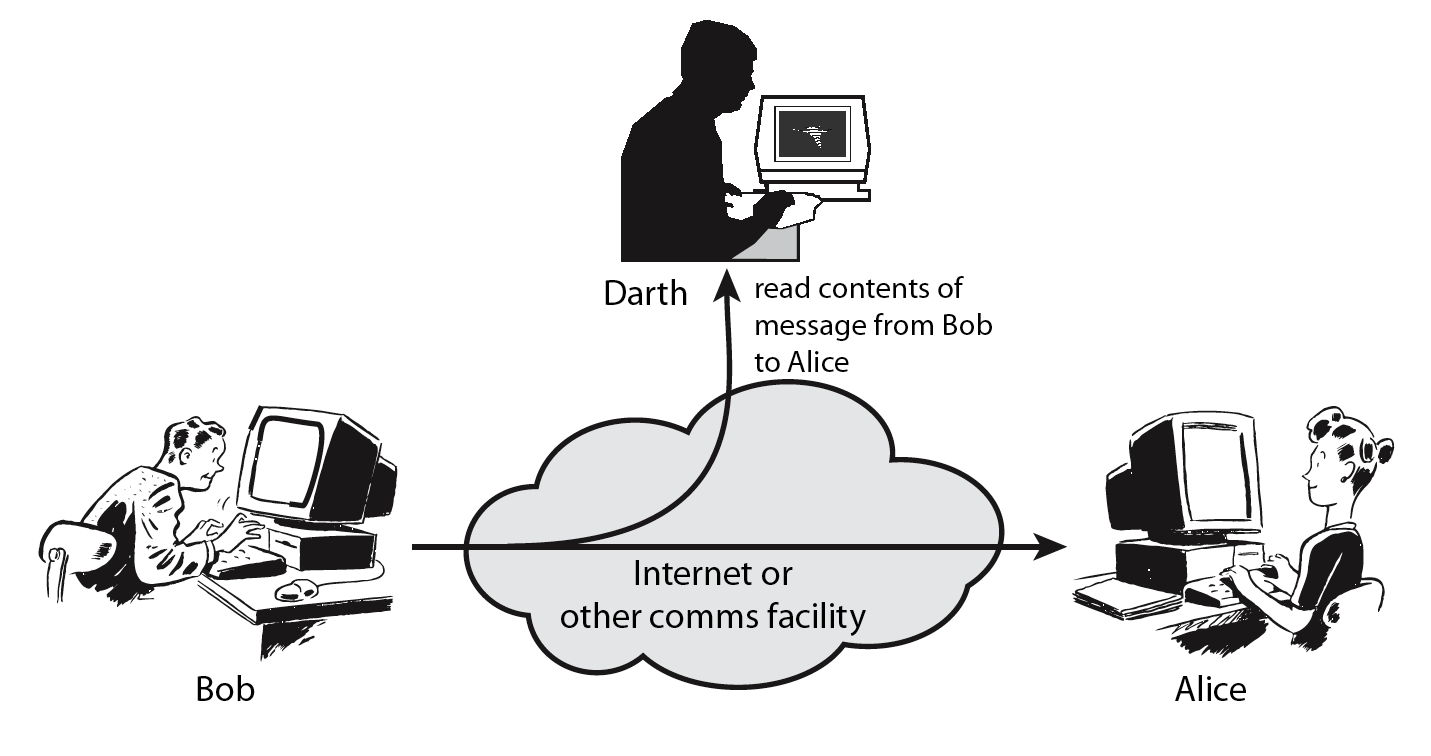 Darth
read contents of
message from Bob
to Alice
Internet or
other comms facility
Bob
Alice